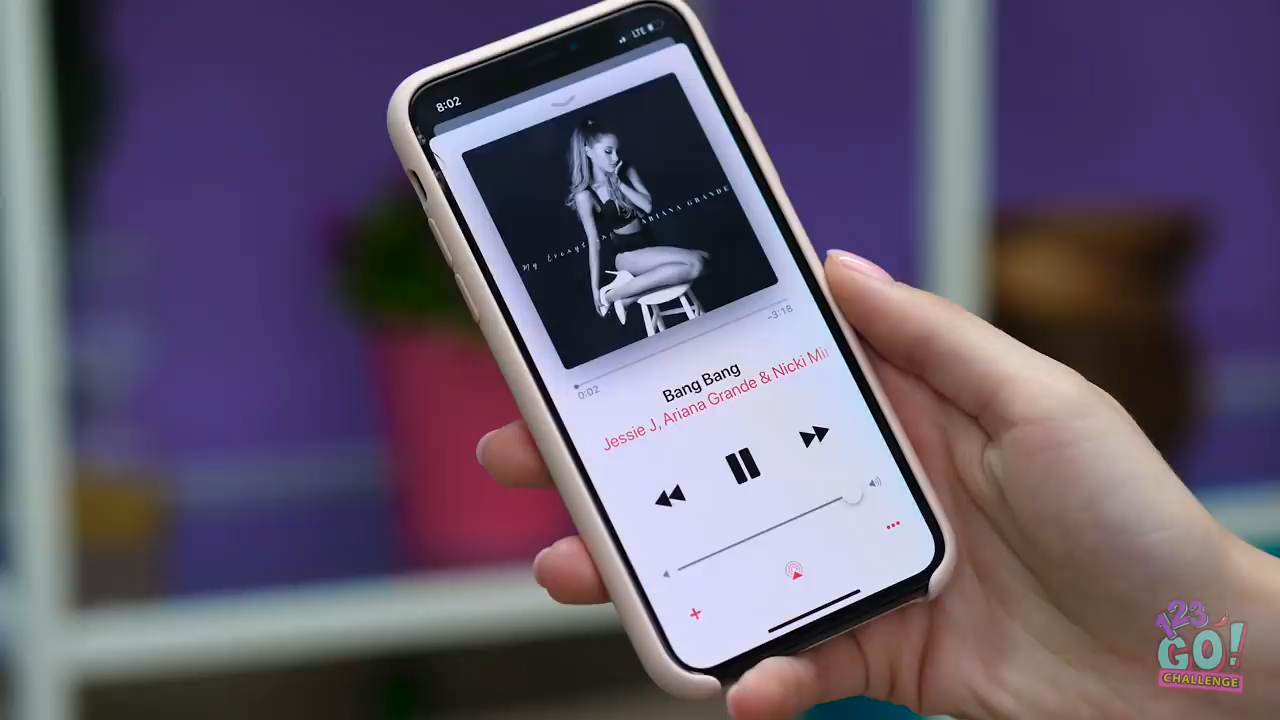 8:02
LTE
My Everything
ARIANA GRANDE
0:02
-3:18
Bang Bang
Jessie J, Ariana Grande & Nicki Mi
123
GO!
CHALLENGE